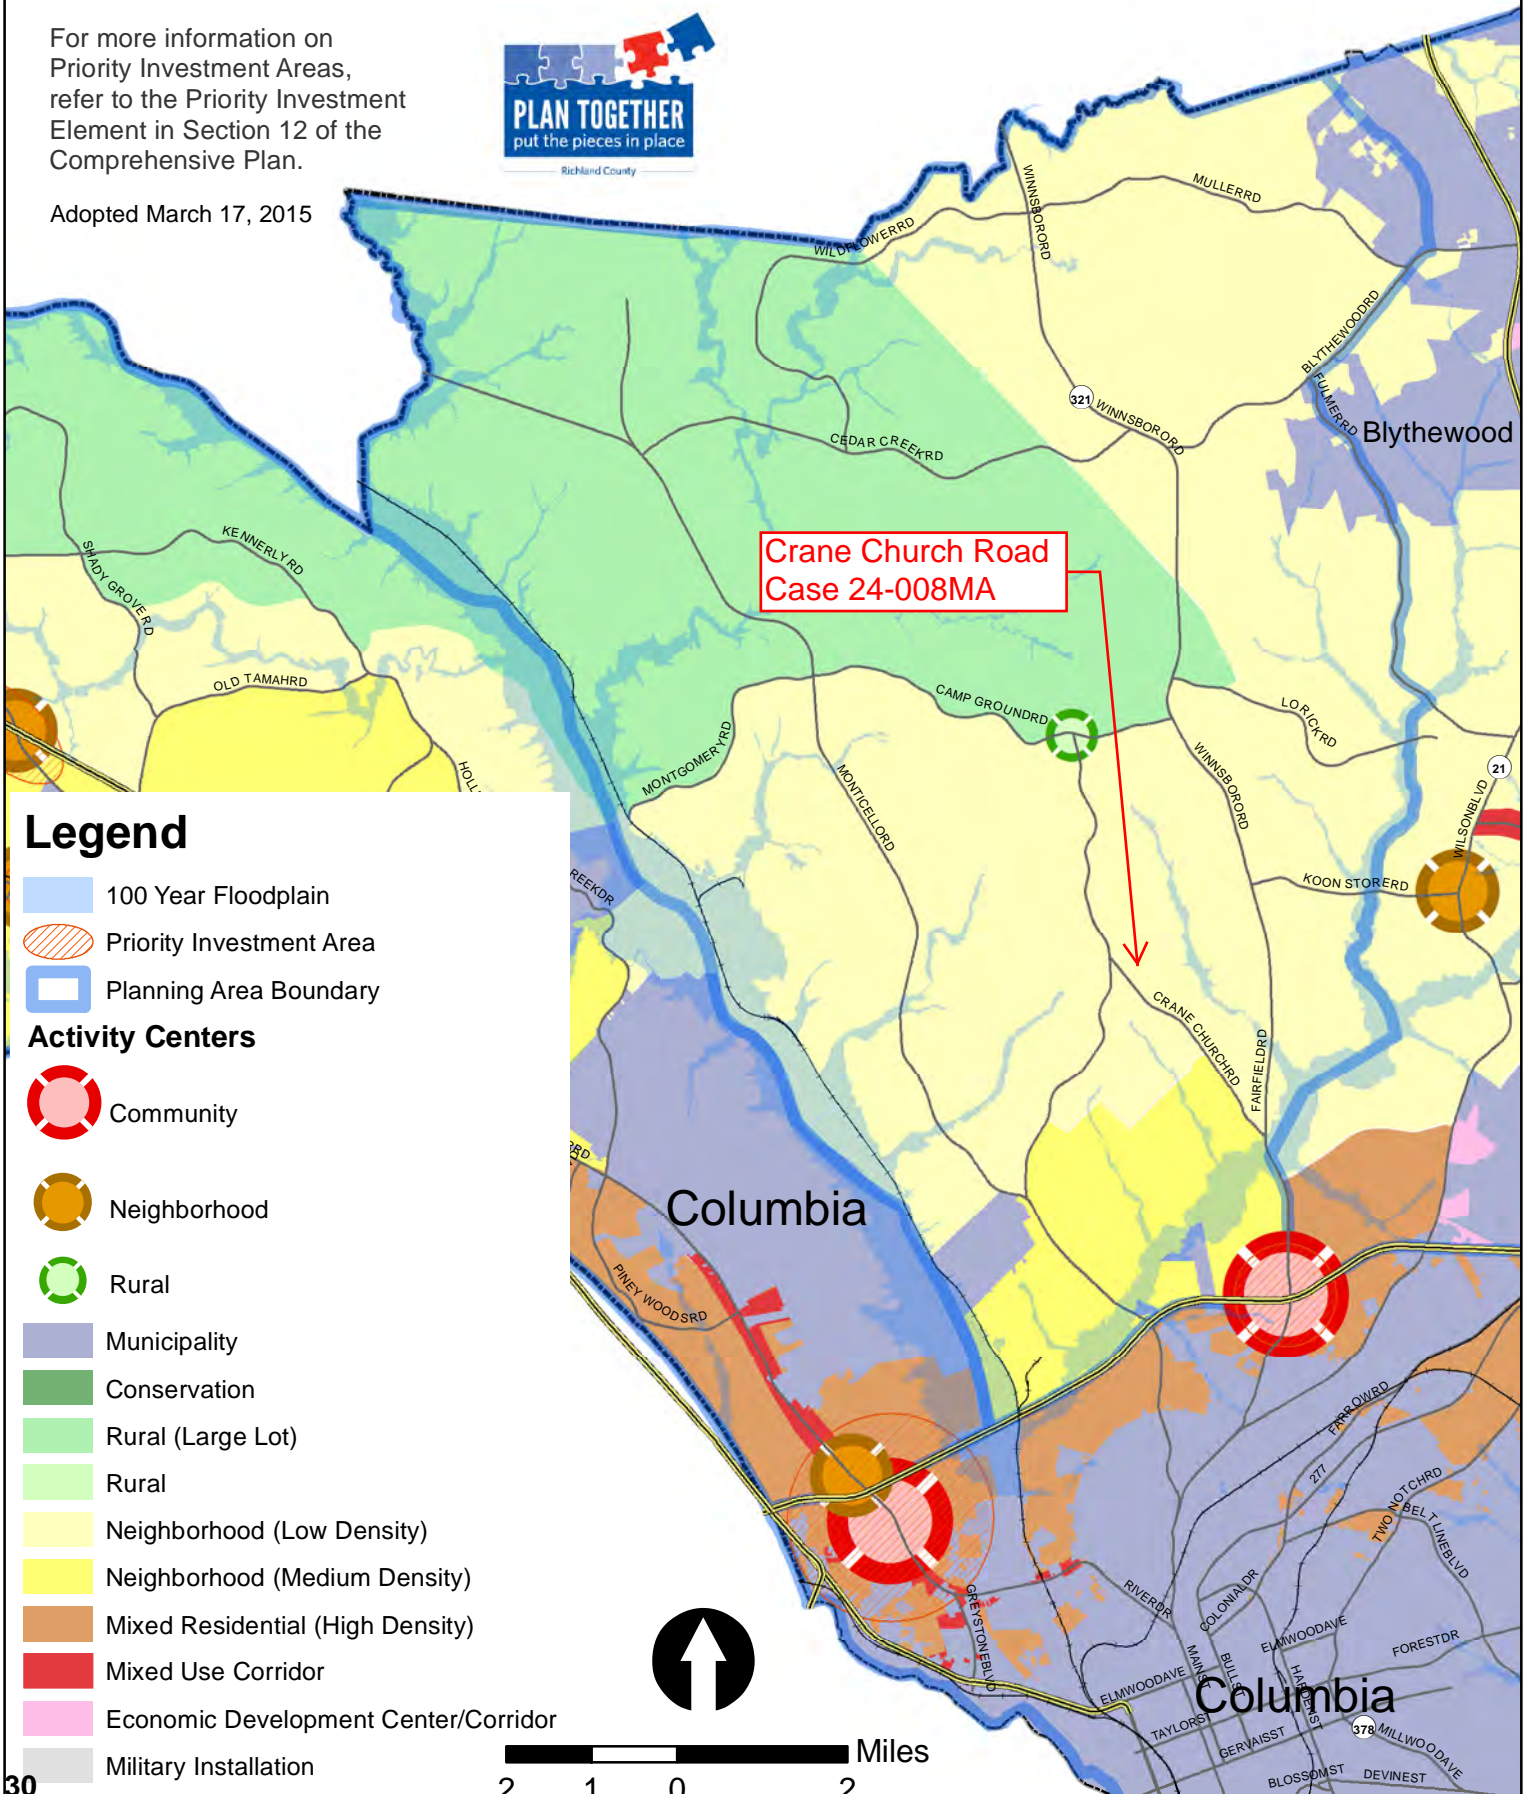 For more information on
Priority Investment Areas,
refer to the Priority Investment
Element in Section 12 of the
Comprehensive Plan.
Adopted March 17, 2015
PLAN TOGETHER
put the pieces in place
Richland County
WILDFLOWERRD
WINNSBORORD
MULLERRD
BLYTHEWOODRD
FULMERRD
Blythewood
321
WINNSBORORD
CEDAR CREEKRD
KENNERLYRD
SHADY GROVERD
OLD TAMAHRD
Crane Church Road
Case 24-008MA
CAMP GROUNDRD
LORICKRD
MONTGOMERYRD
MONTICELLORD
WINNSBORORD
21
WILSONBLVD
KOON STORERD
HOLL
REEKDR
CRANE CHURCHRD
FAIRFIELDRD
RD
Columbia
PINEY WOODSRD
FARROWRD
277
TWO NOTCHRD
BELTLINEBLVD
GREYSTONEBLVD
RIVERDR
COLONIALDR
ELMWOODAVE
FORESTDR
MAINST
BULLST
HARDENST
ELMWOODAVE
Columbia
TAYLORST
GERVAISST
378
MILLWOODAVE
BLOSSOMST
DEVINEST
Legend
100 Year Floodplain
Priority Investment Area
Planning Area Boundary
Activity Centers
Community
Neighborhood
Rural
Municipality
Conservation
Rural (Large Lot)
Rural
Neighborhood (Low Density)
Neighborhood (Medium Density)
Mixed Residential (High Density)
Mixed Use Corridor
Economic Development Center/Corridor
Military Installation
Miles
2 1 0 2
30